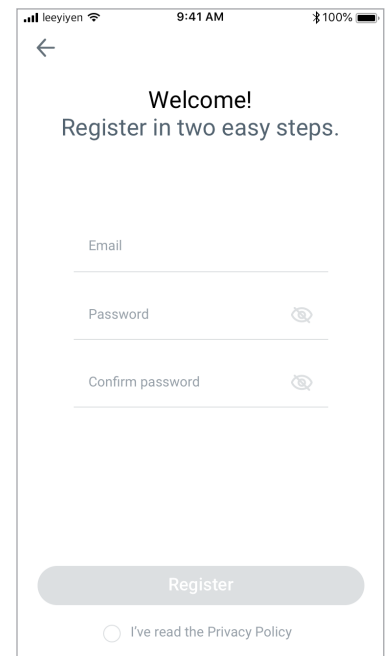 leeyiyen 9:41 AM 100%
Welcome!
Register in two easy steps.
Email
Password
Confirm password
Register
I've read the Privacy Policy